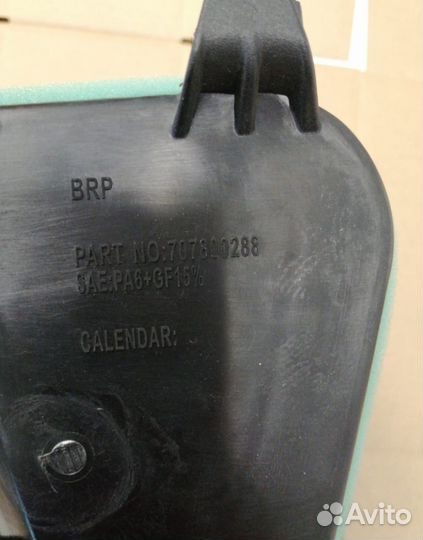 BRP
PART NO:707800288
SAE:PA6+GF15%
CALENDAR:
Avito